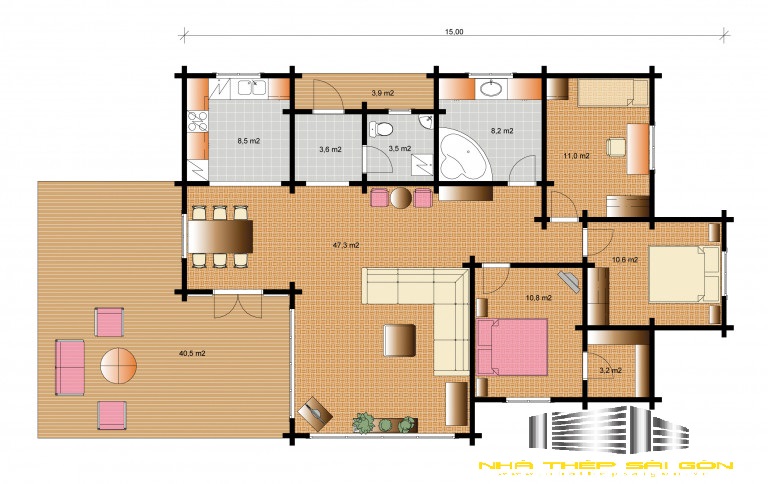 15,00
3,9 m2
8,5 m2
3,6 m2
3,5 m2
8,2 m2
11,0 m2
47,3 m2
10,6 m2
10,8 m2
40,5 m2
3,2 m2
NHÀ THÉP SÀI GÒN